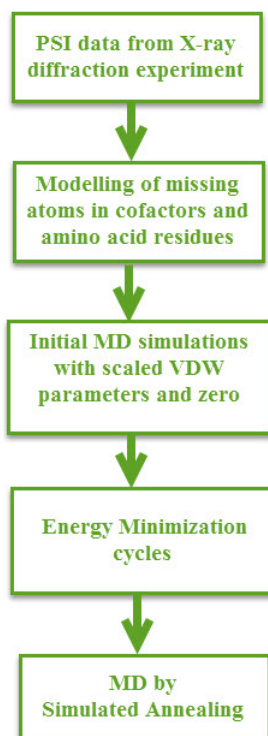 PSI data from X-ray
diffraction experiment
Modelling of missing
atoms in cofactors and
amino acid residues
Initial MD simulations
with scaled VDW
parameters and zero
Energy Minimization
cycles
MD by
Simulated Annealing